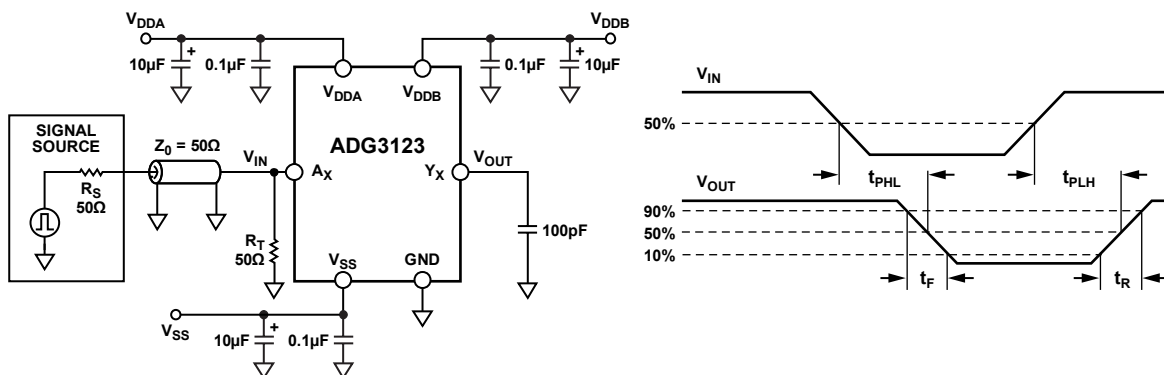 VDDA
VDDB
10µF + 0.1µF 0.1µF + 10µF
VDDA VDDB
SIGNAL
SOURCE
RS
50Ω
Z0 = 50Ω
VIN
ADG3123
AX YX
VOUT
100pF
RT
50Ω
VSS GND
VSS
10µF + 0.1µF
VIN
50%
tPHL tPLH
VOUT
90%
50%
10%
tF tR